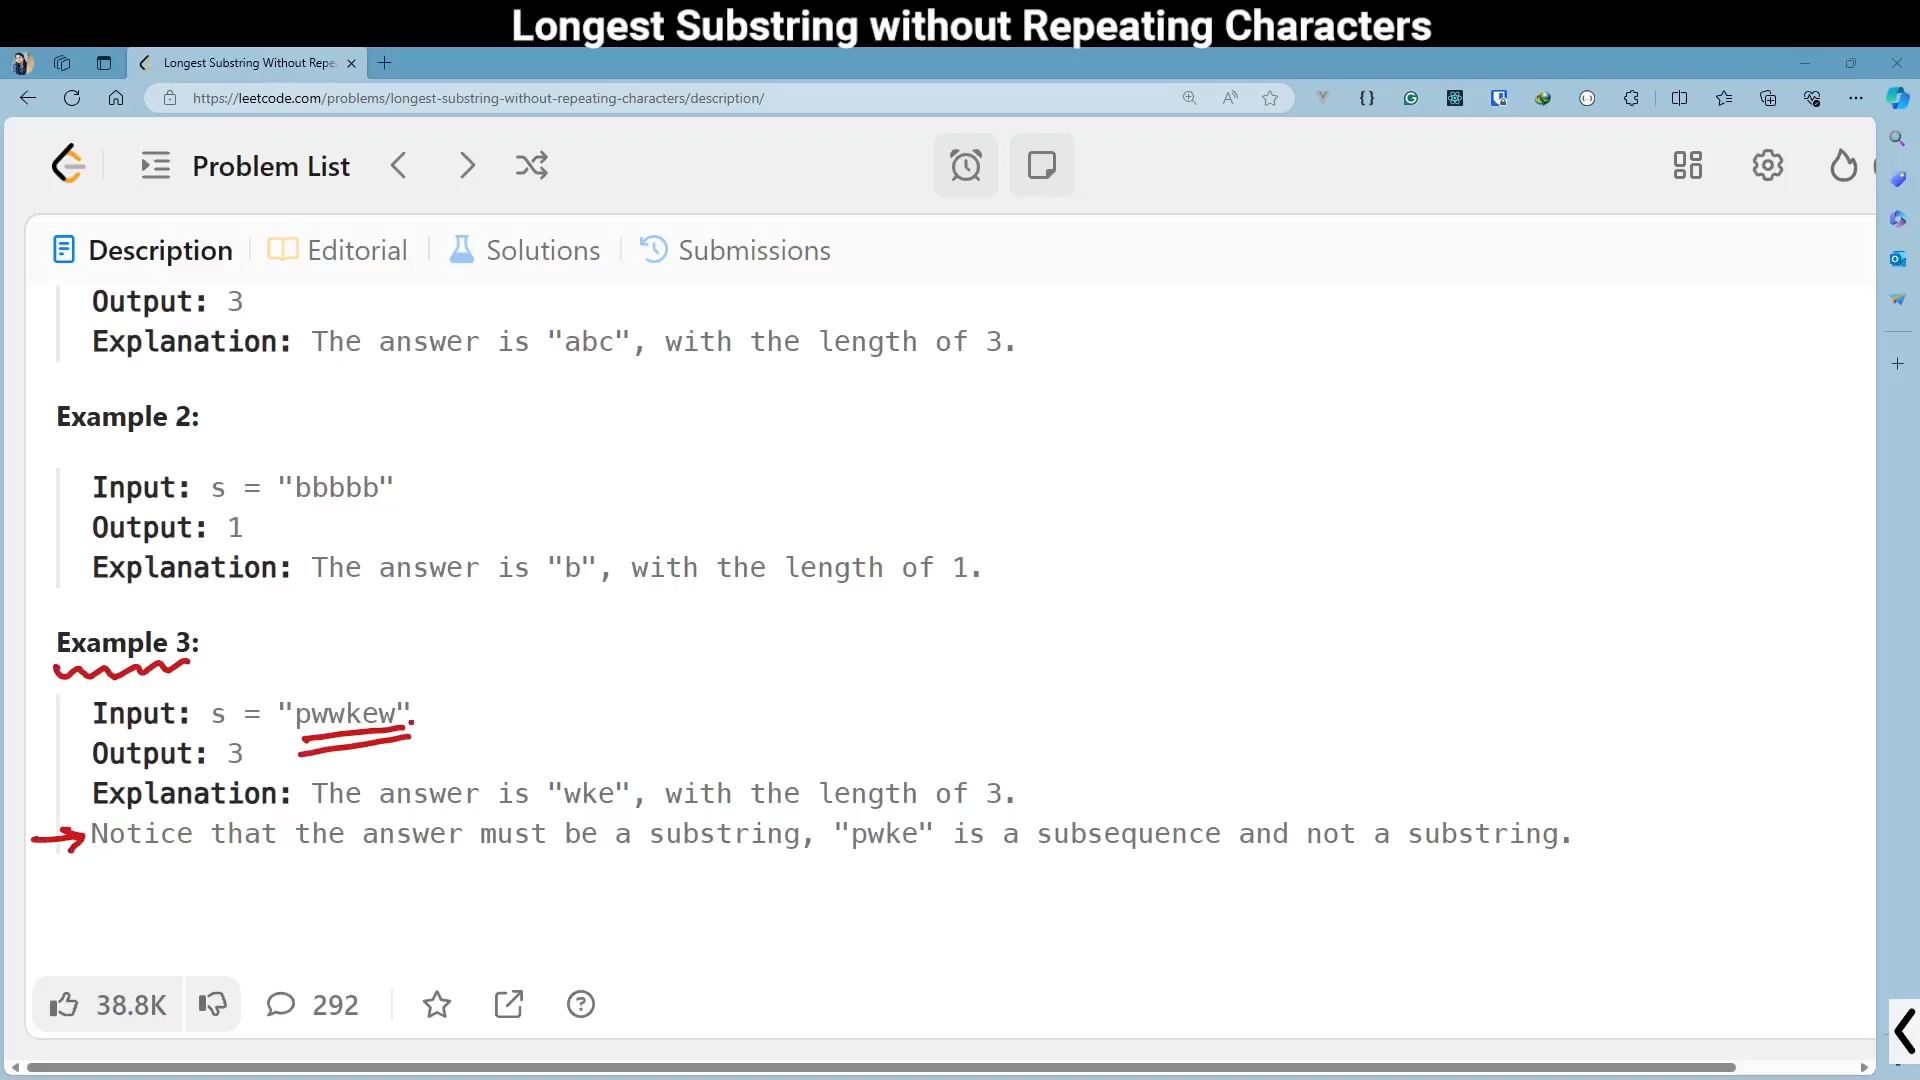 Longest Substring without Repeating Characters
Longest Substring Without Repe
https://leetcode.com/problems/longest-substring-without-repeating-characters/description/
Problem List
Description Editorial Solutions Submissions
Output: 3
Explanation: The answer is "abc", with the length of 3.
Example 2:
Input: s = "bbbbb"
Output: 1
Explanation: The answer is "b", with the length of 1.
Example 3:
Input: s = "pwwkew"
Output: 3
Explanation: The answer is "wke", with the length of 3.
Notice that the answer must be a substring, "pwke" is a subsequence and not a substring.
38.8K 292